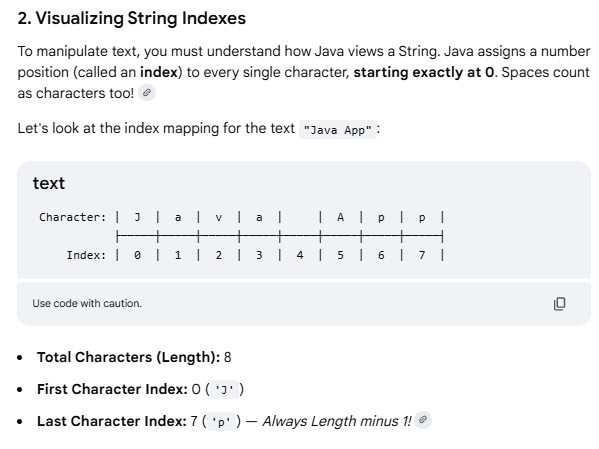 2. Visualizing String Indexes
To manipulate text, you must understand how Java views a String. Java assigns a number
position (called an index) to every single character, starting exactly at 0. Spaces count
as characters too!
Let's look at the index mapping for the text "Java App":
text
Character: | J | a | v | a |   | A | p | p |
├────┼────┼────┼────┼────┼────┼────┼────┤
Index: | 0 | 1 | 2 | 3 | 4 | 5 | 6 | 7 |
Use code with caution.
• Total Characters (Length): 8
• First Character Index: 0 ('J')
• Last Character Index: 7 ('p') — Always Length minus 1!